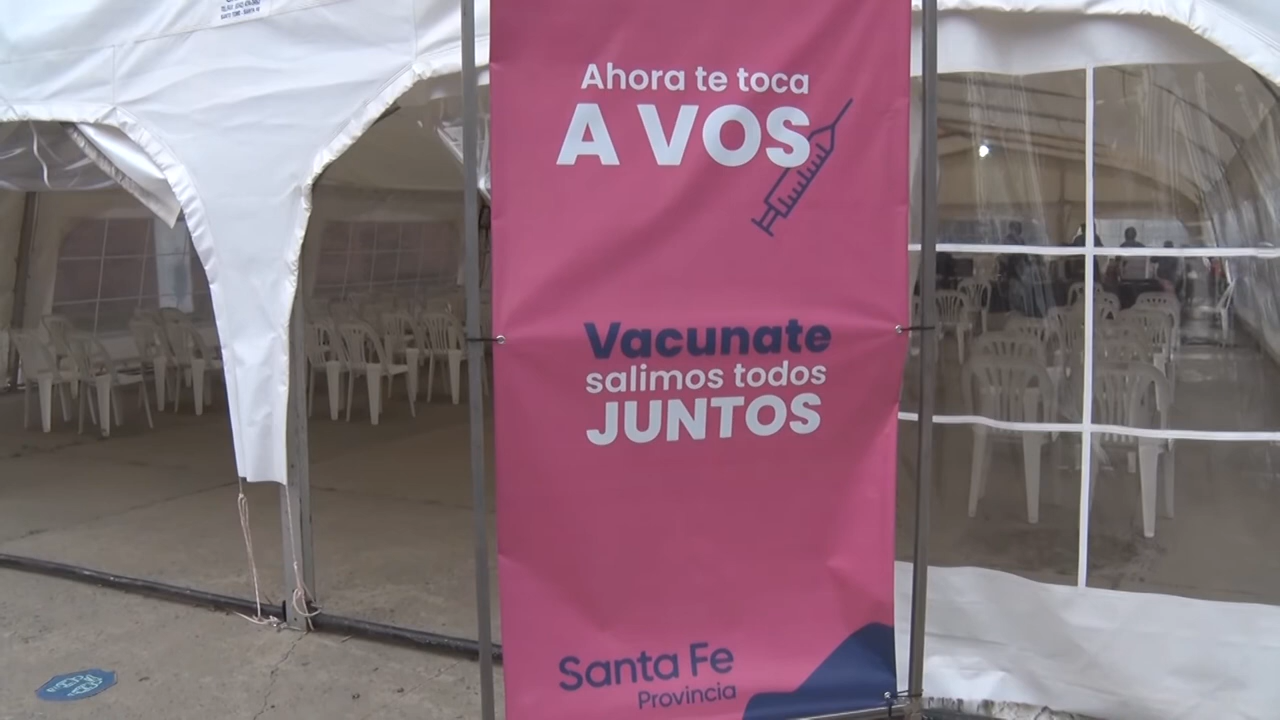 Ahora te toca
A VOS
Vacunate
salimos todos
JUNTOS
Santa Fe
Provincia